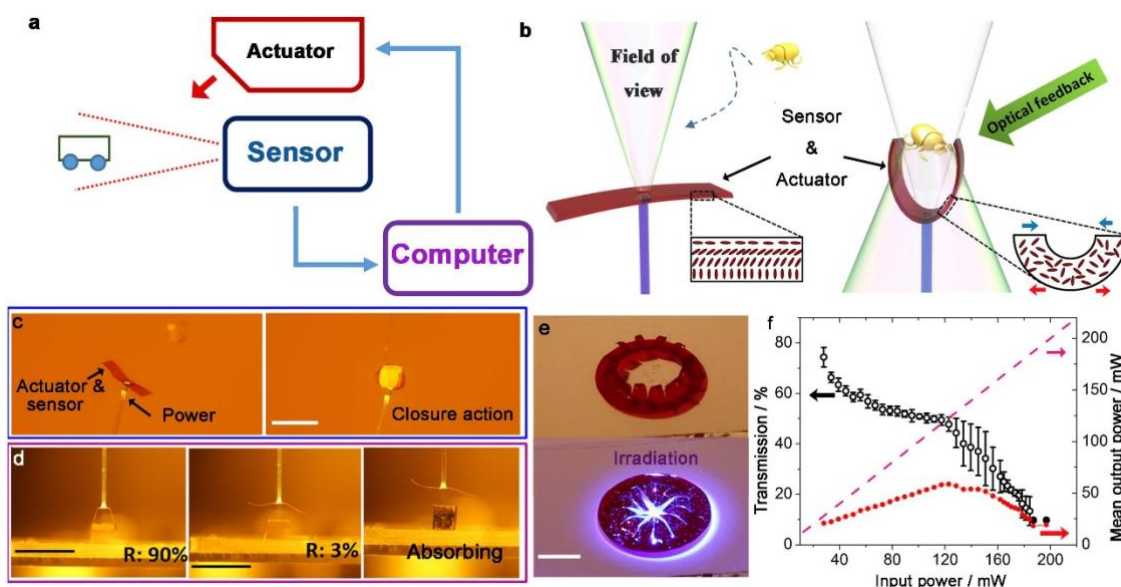 a
Actuator
Sensor
Computer
b
Field of
view
Sensor
&
Actuator
Optical feedback
c
Actuator &
sensor
Power
Closure action
d
R: 90%
R: 3%
Absorbing
e
Irradiation
f
Transmission / %
80
60
40
20
0
40
80
120
160
200
Input power / mW
200
150
100
50
0
Mean output power / mW